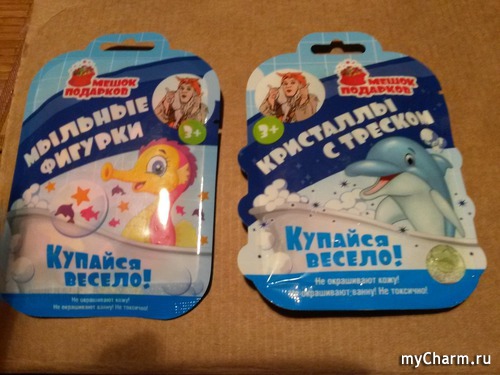 МЕШОК
ПОДАРКОВ
3+
МЫЛЬНЫЕ
ФИГУРКИ
КУПАЙСЯ
ВЕСЕЛО!
Не окрашивают кожу!
Не окрашивают ванну! Не токсично!
МЕШОК
ПОДАРКОВ
3+
КРИСТАЛЛЫ
С ТРЕСКОМ
КУПАЙСЯ
ВЕСЕЛО!
Не окрашивают кожу!
Не окрашивают ванну! Не токсично!
myCharm.ru